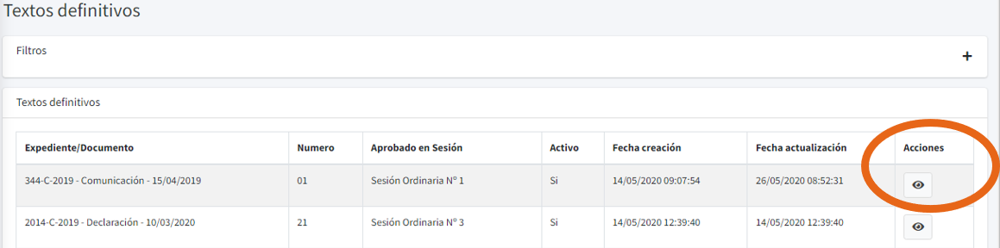 Textos definitivos
Filtros
+
Textos definitivos
Expediente/Documento Numero Aprobado en Sesión Activo Fecha creación Fecha actualización Acciones
344-C-2019 - Comunicación - 15/04/2019 01 Sesión Ordinaria Nº 1 Si 14/05/2020 09:07:54 26/05/2020 08:52:31
2014-C-2019 - Declaración - 10/03/2020 21 Sesión Ordinaria Nº 3 Si 14/05/2020 12:39:40 14/05/2020 12:39:40